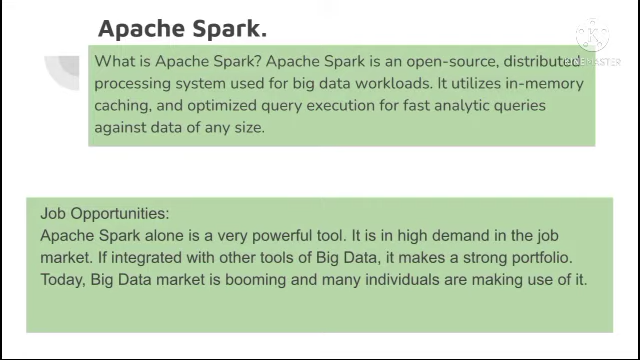 Apache Spark.
What is Apache Spark? Apache Spark is an open-source, distributed
processing system used for big data workloads. It utilizes in-memory
caching, and optimized query execution for fast analytic queries
against data of any size.
Job Opportunities:
Apache Spark alone is a very powerful tool. It is in high demand in the job
market. If integrated with other tools of Big Data, it makes a strong portfolio.
Today, Big Data market is booming and many individuals are making use of it.